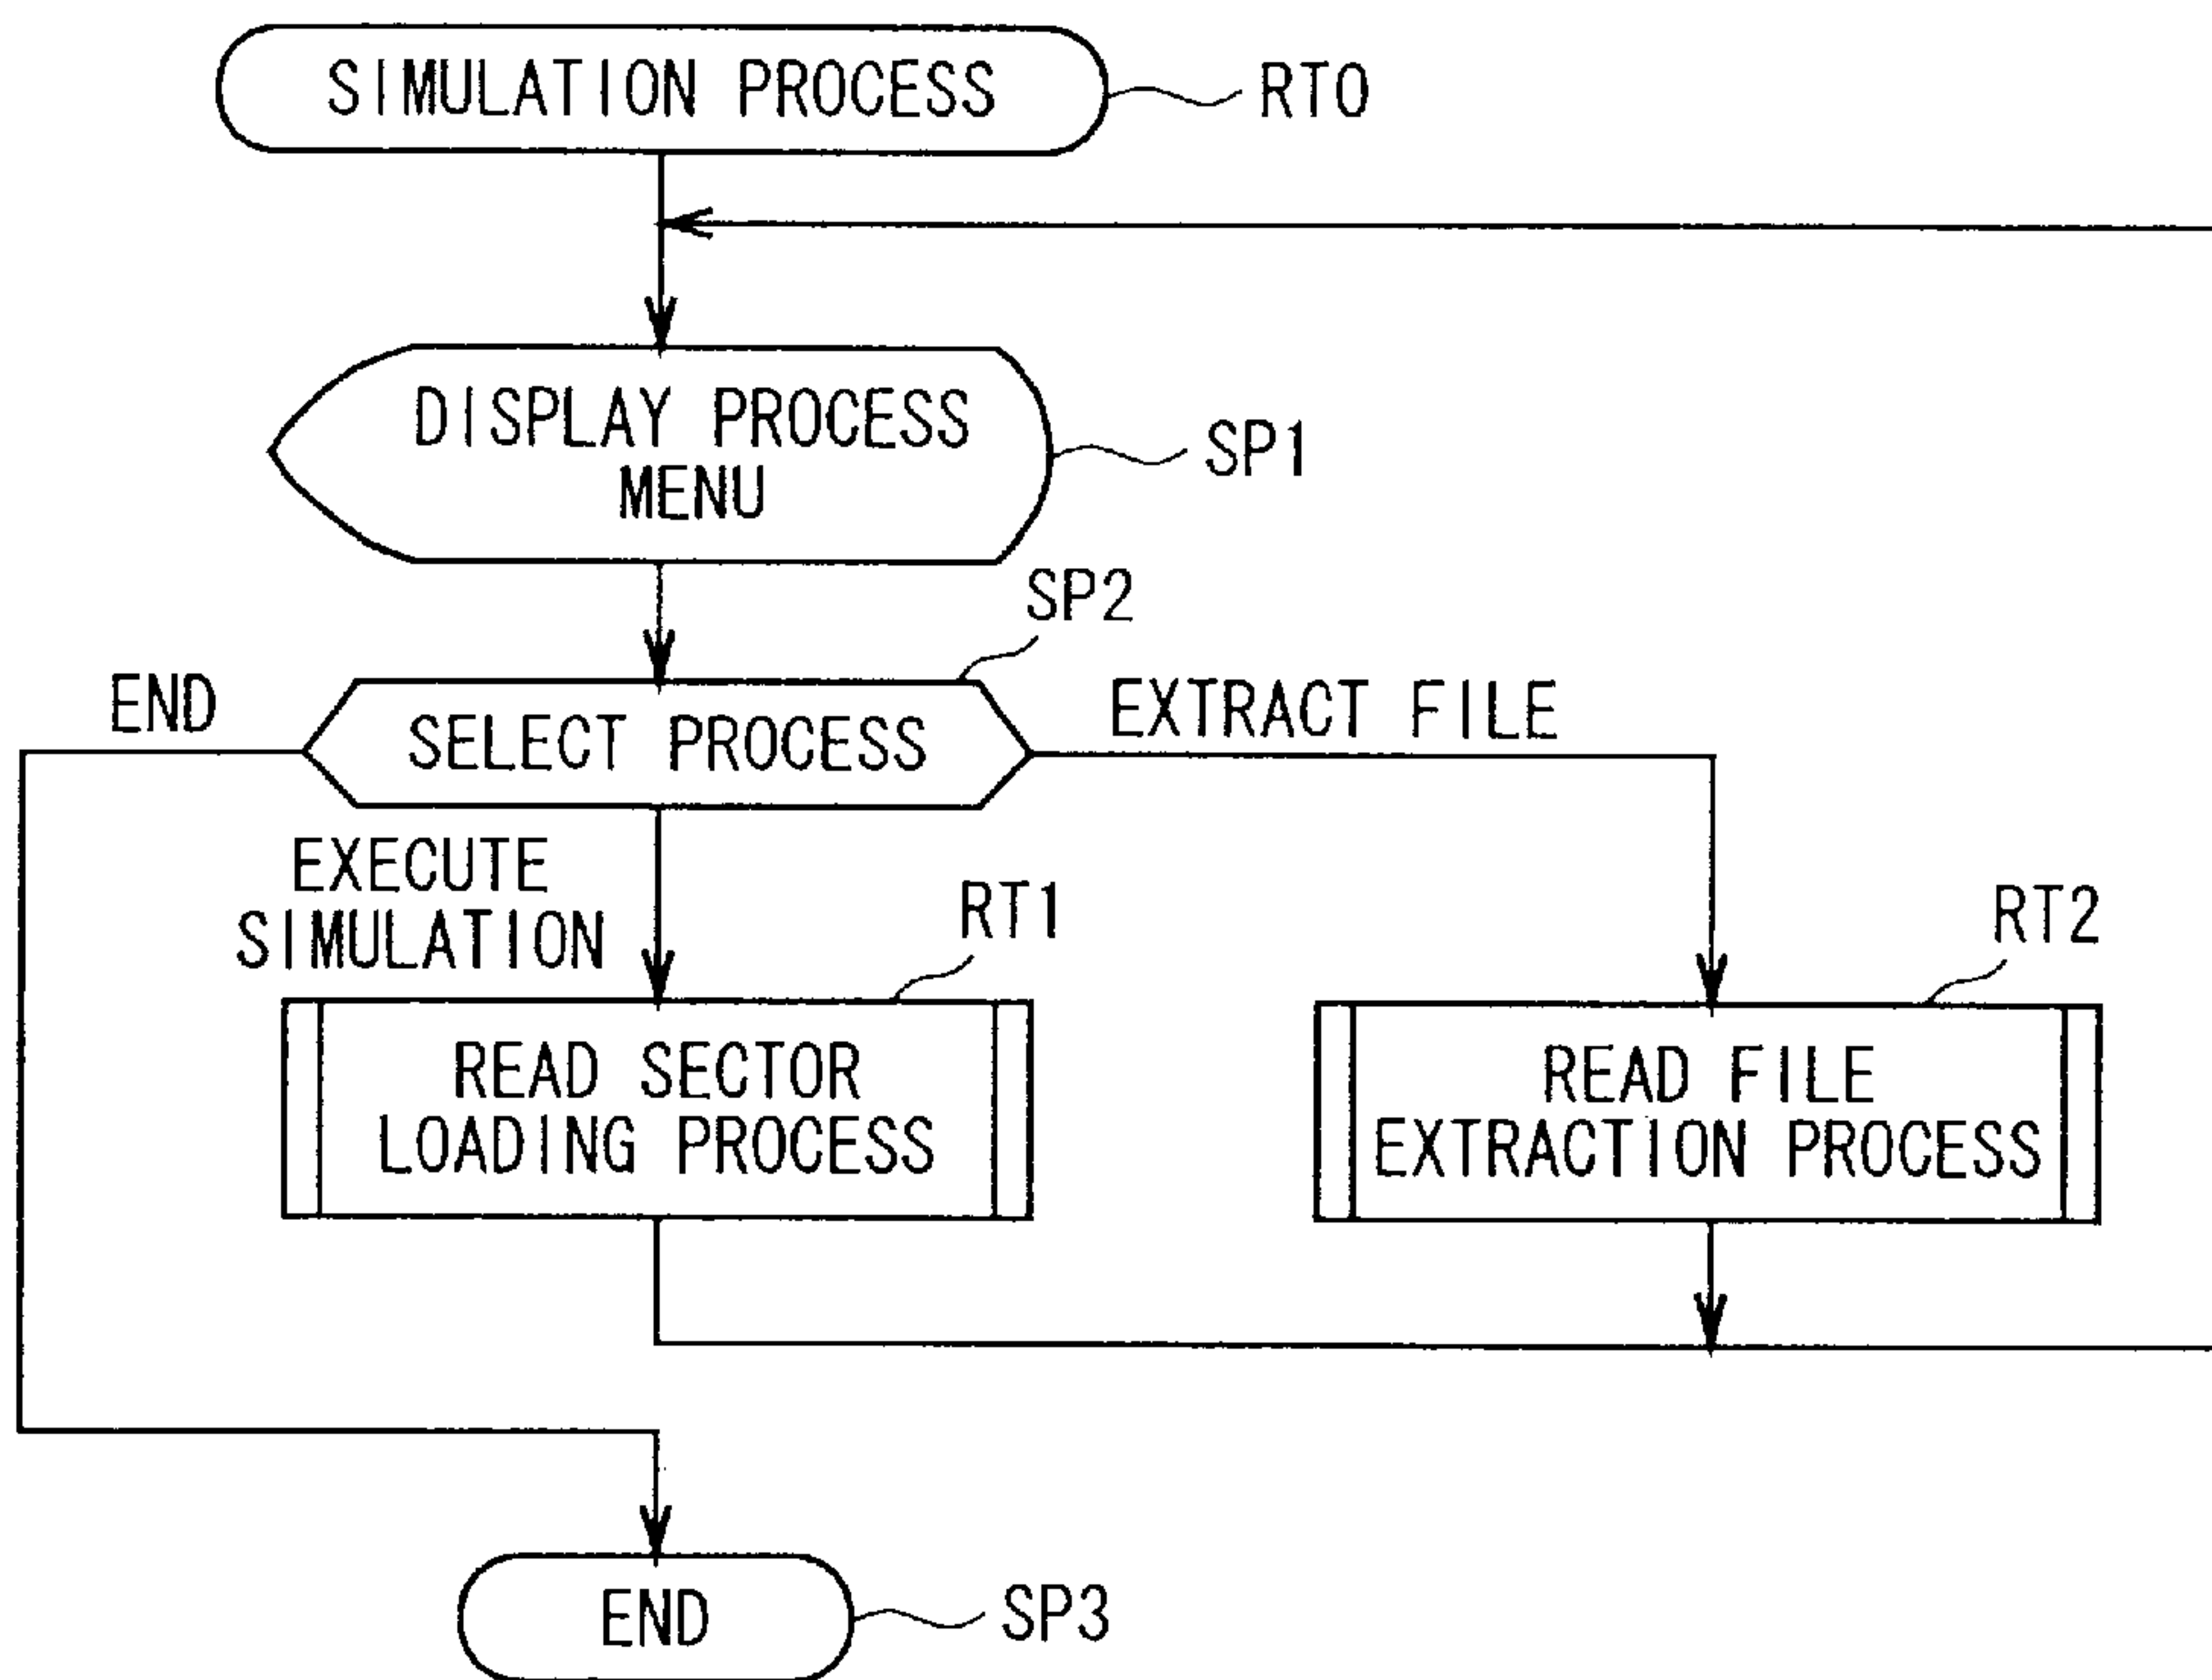 SIMULATION PROCESS
RT0
DISPLAY PROCESS
MENU
SP1
SP2
END
SELECT PROCESS
EXTRACT FILE
EXECUTE
SIMULATION
RT1
RT2
READ SECTOR
LOADING PROCESS
READ FILE
EXTRACTION PROCESS
END
SP3